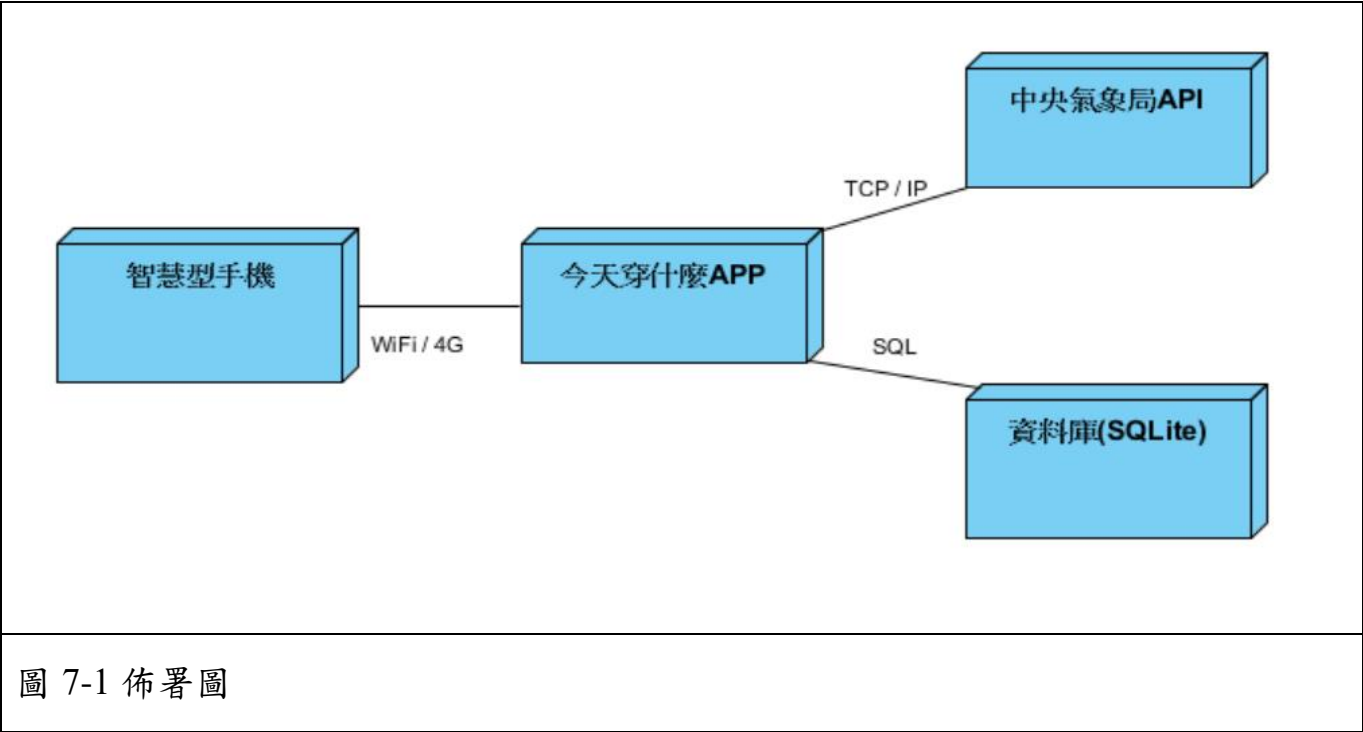 中央氣象局API
TCP / IP
智慧型手機
今天穿什麼APP
WiFi / 4G
SQL
資料庫(SQLite)
圖 7-1 佈署圖